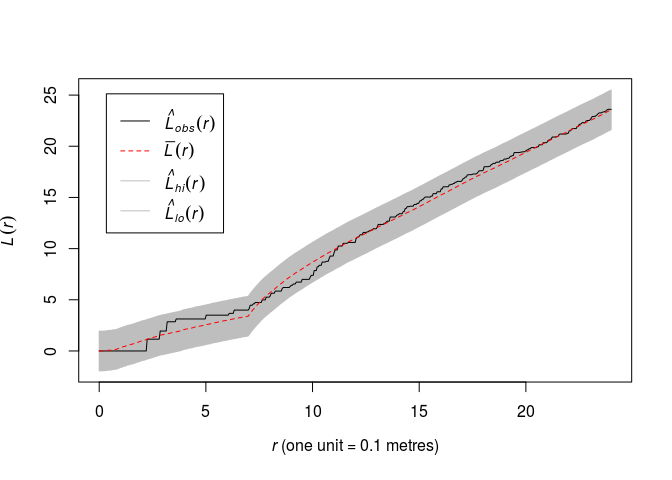 L̂obs(r)
L̄(r)
L̂hi(r)
L̂lo(r)
L(r)
25
20
15
10
5
0
0 5 10 15 20
r (one unit = 0.1 metres)